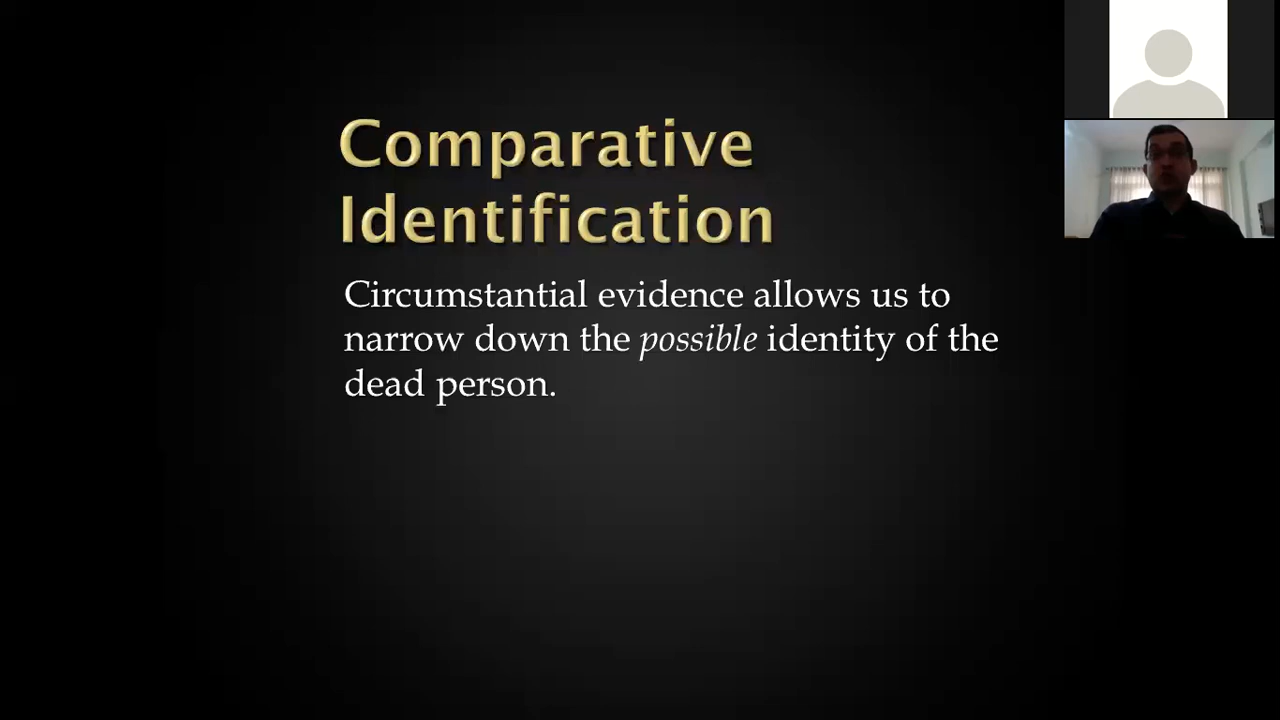 Comparative
Identification
Circumstantial evidence allows us to
narrow down the possible identity of the
dead person.